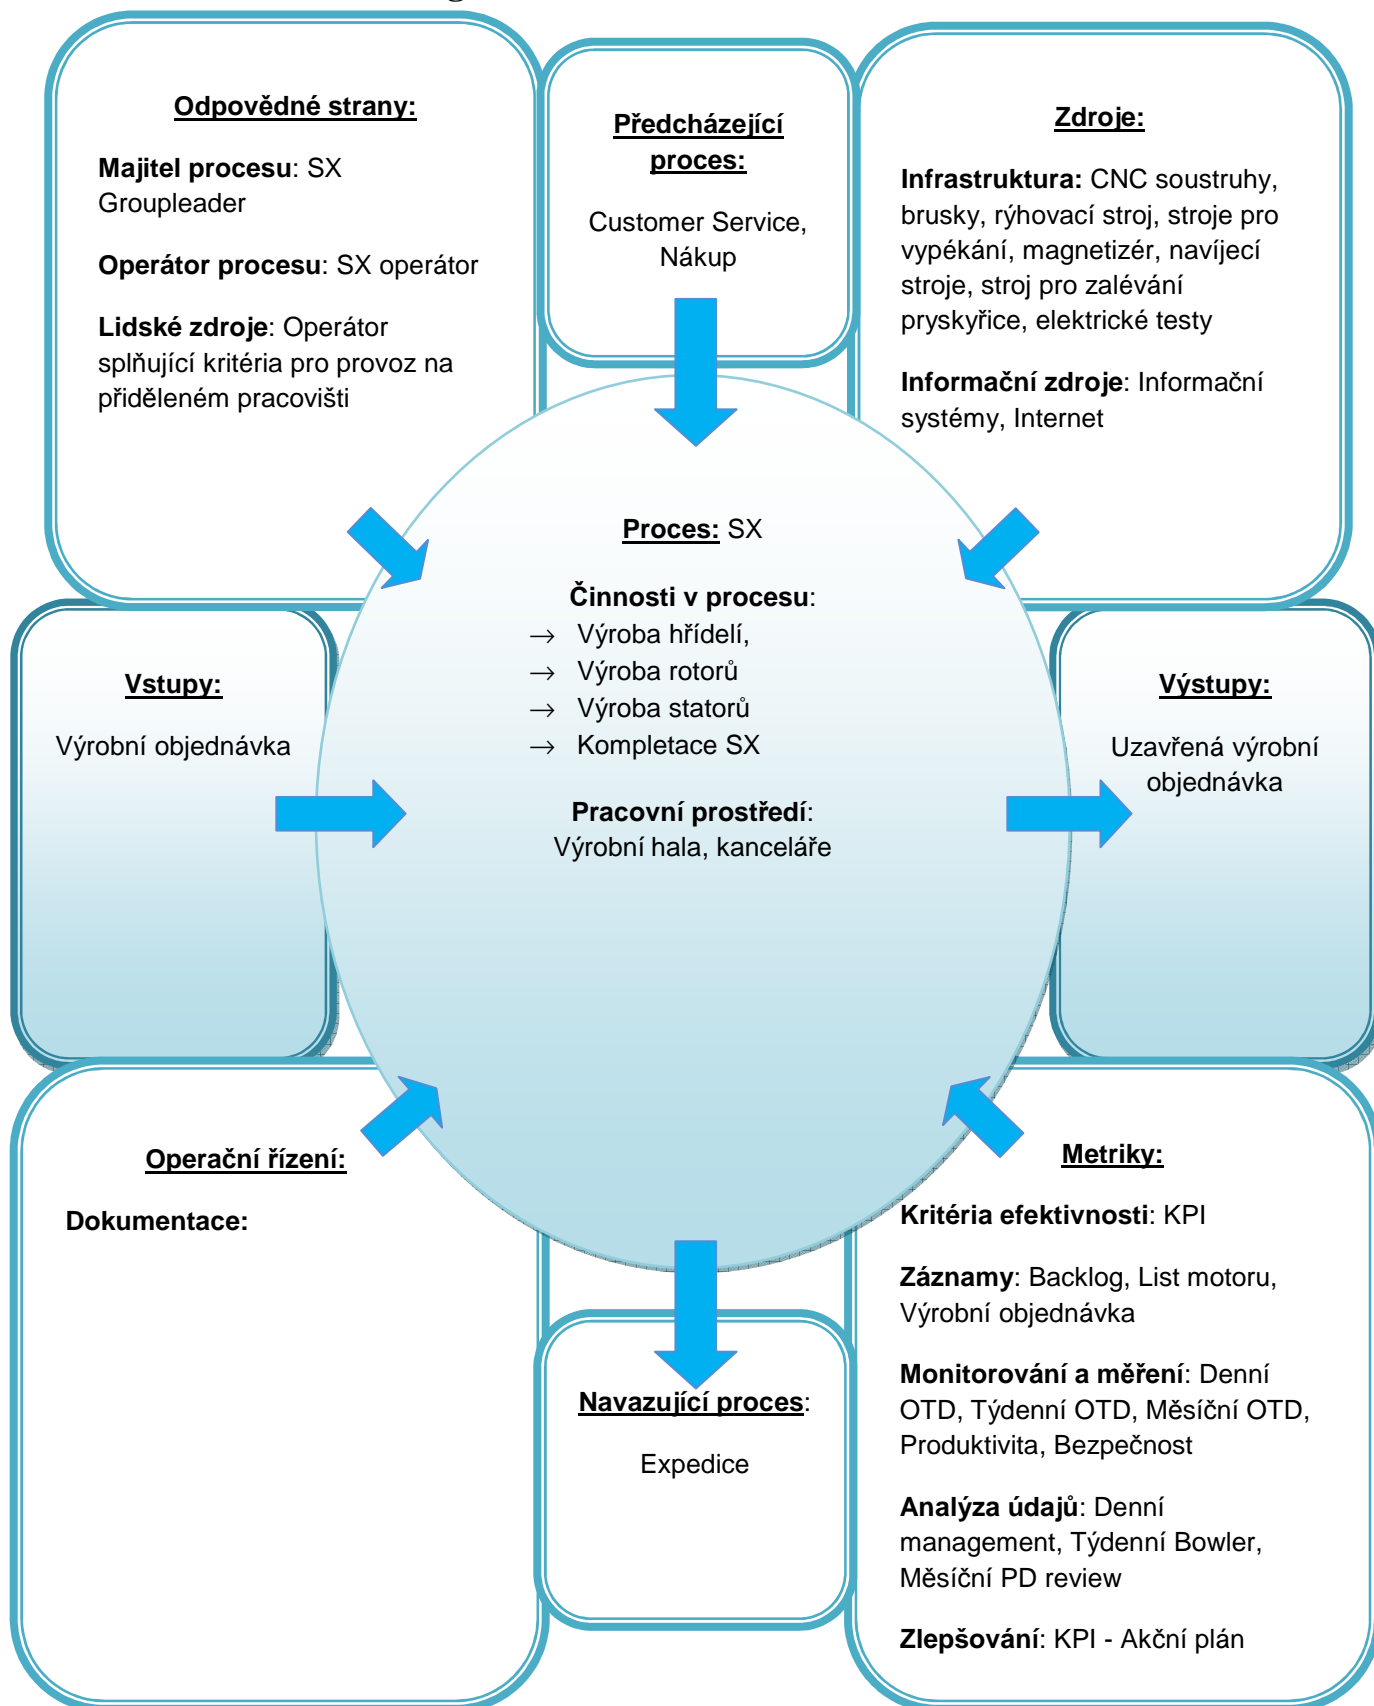 Odpovědné strany:
Majitel procesu: SX
Groupleader
Operátor procesu: SX operátor
Lidské zdroje: Operátor
splňující kritéria pro provoz na
přiděleném pracovišti
Předcházející
proces:
Customer Service,
Nákup
Zdroje:
Infrastruktura: CNC soustruhy,
brusky, rýhovací stroj, stroje pro
vypékání, magnetizér, navíjecí
stroje, stroj pro zalévání
pryskyřice, elektrické testy
Informační zdroje: Informační
systémy, Internet
Vstupy:
Výrobní objednávka
Proces: SX
Činnosti v procesu:
→ Výroba hřídelí,
→ Výroba rotorů
→ Výroba statorů
→ Kompletace SX
Pracovní prostředí:
Výrobní hala, kanceláře
Výstupy:
Uzavřená výrobní
objednávka
Operační řízení:
Dokumentace:
Navazující proces:
Expedice
Metriky:
Kritéria efektivnosti: KPI
Záznamy: Backlog, List motoru,
Výrobní objednávka
Monitorování a měření: Denní
OTD, Týdenní OTD, Měsíční OTD,
Produktivita, Bezpečnost
Analýza údajů: Denní
management, Týdenní Bowler,
Měsíční PD review
Zlepšování: KPI - Akční plán